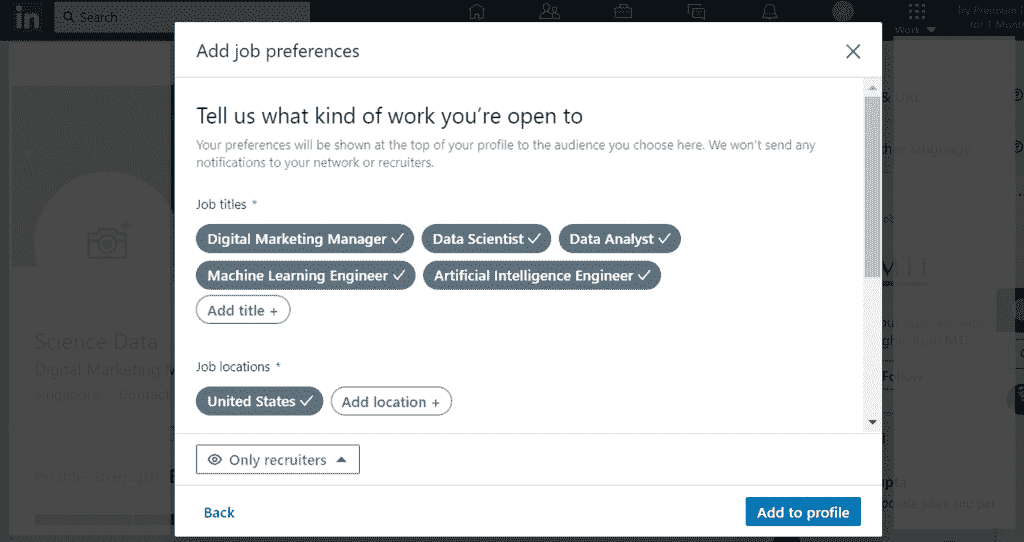 in
Search
Try Premium
for 1 Month
Work
Add job preferences
Tell us what kind of work you're open to
Your preferences will be shown at the top of your profile to the audience you choose here. We won't send any
notifications to your network or recruiters.
Job titles *
Digital Marketing Manager
Data Scientist
Data Analyst
Machine Learning Engineer
Artificial Intelligence Engineer
Add title +
Job locations *
United States
Add location +
Only recruiters
Back
Add to profile
Science Data
Digital Marketing M
Singapore
Contact
Profile Strength
& URL
language
Follow